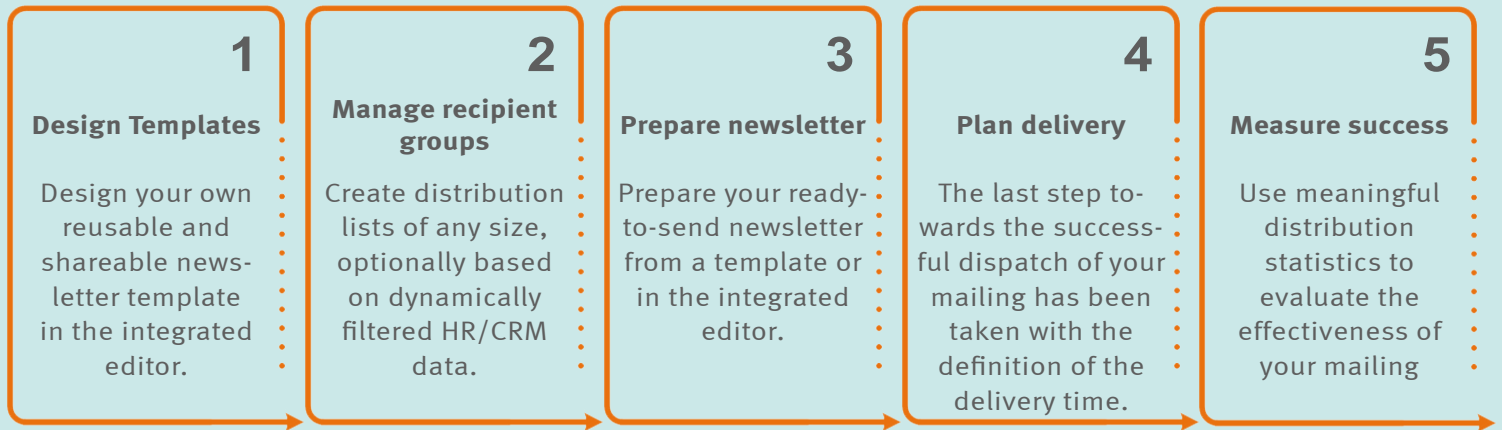 1
Design Templates
Design your own
reusable and
shareable news-
letter template
in the integrated
editor.
2
Manage recipient
groups
Create distribution
lists of any size,
optionally based
on dynamically
filtered HR/CRM
data.
3
Prepare newsletter
Prepare your ready-
to-send newsletter
from a template or
in the integrated
editor.
4
Plan delivery
The last step to-
wards the success-
ful dispatch of your
mailing has been
taken with the
definition of the
delivery time.
5
Measure success
Use meaningful
distribution
statistics to
evaluate the
effectiveness of
your mailing